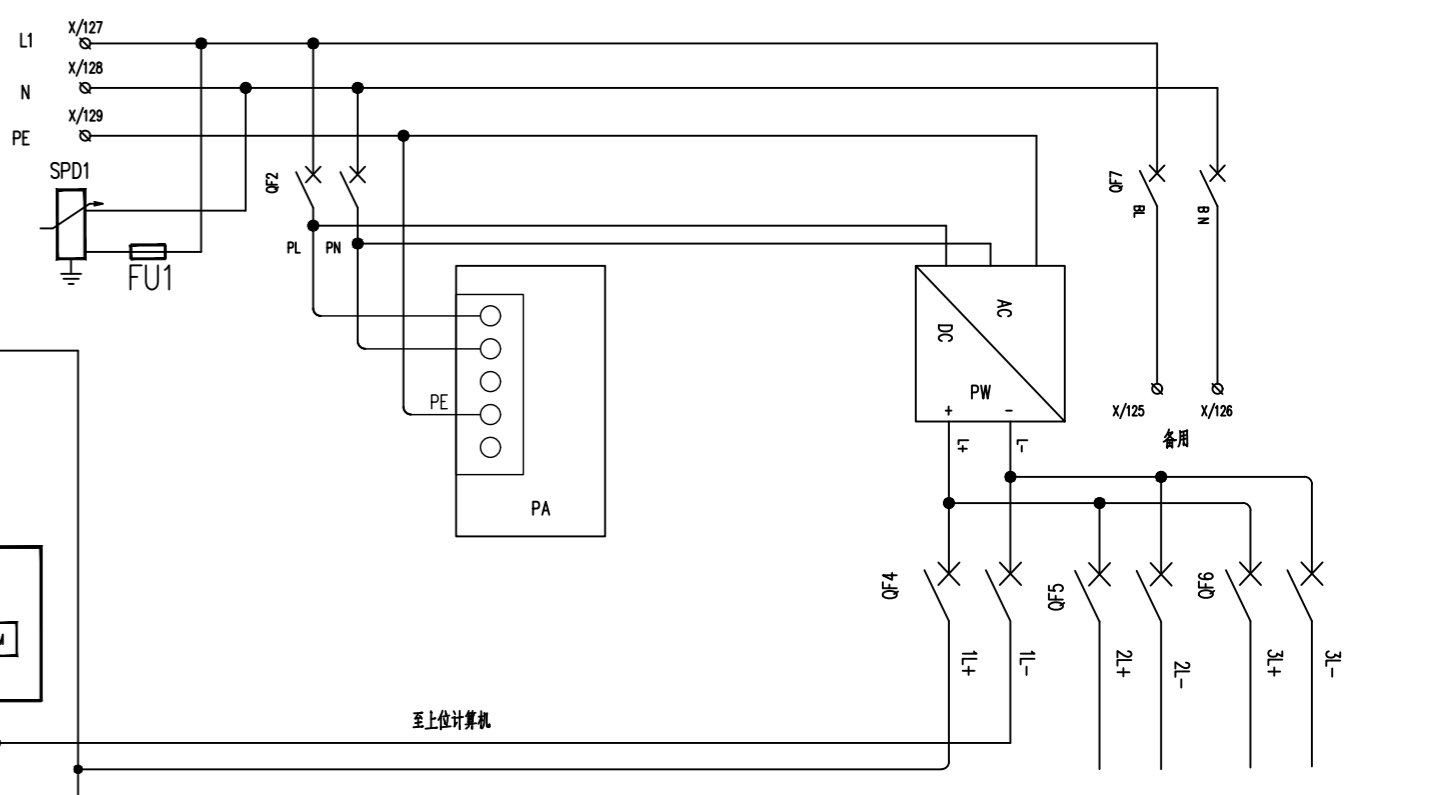 X/127
L1
X/128
N
X/129
PE
SPD1
QF2
QF7
BL
BN
PL PN
FU1
AC
DC
PW
+ -
PE
X/125 X/126
备用
L+ L-
PA
QF4 QF5 QF6
1L+ 1L- 2L+ 2L- 3L+ 3L-
至上位计算机